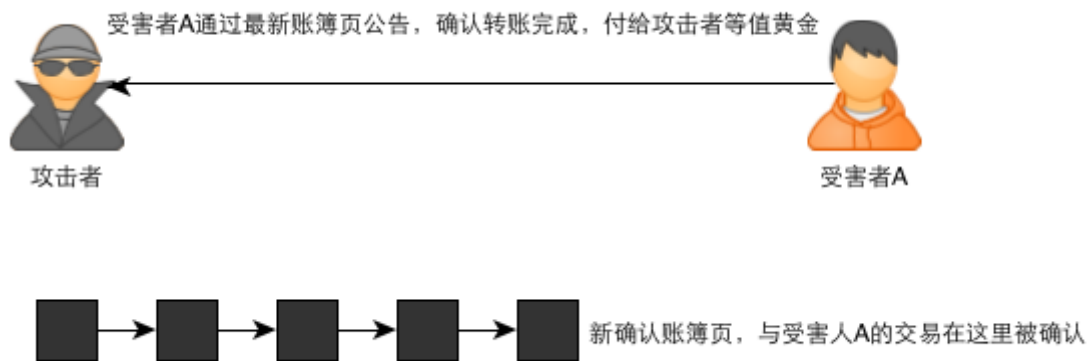 受害者A通过最新账簿页公告，确认转账完成，付给攻击者等值黄金
攻击者
受害者A
新确认账簿页，与受害人A的交易在这里被确认